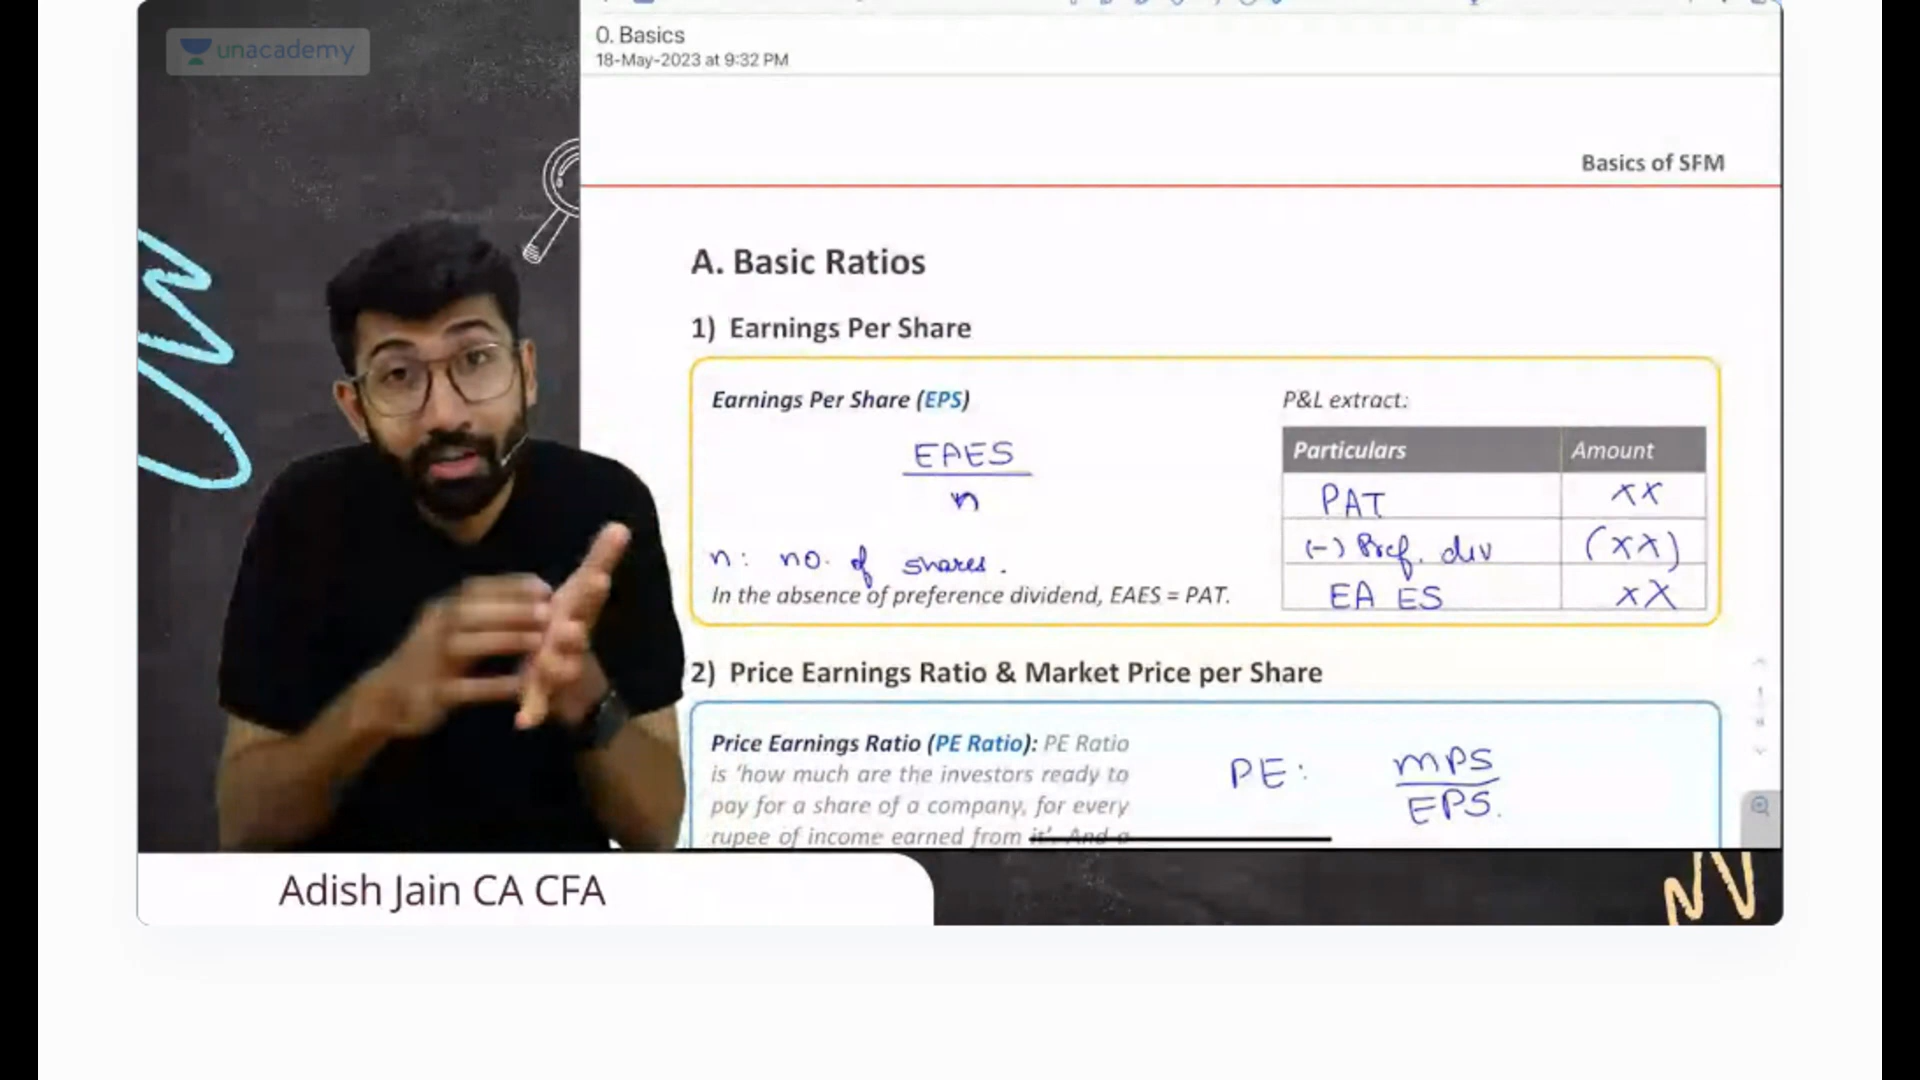 unacademy
0. Basics
18-May-2023 at 9:32 PM
Basics of SFM
A. Basic Ratios
1) Earnings Per Share
Earnings Per Share (EPS)
EAES
n
n: no. of shares.
In the absence of preference dividend, EAES = PAT.
P&L extract:
Particulars Amount
PAT XX
(-) Pref. div (XX)
EA ES XX
2) Price Earnings Ratio & Market Price per Share
Price Earnings Ratio (PE Ratio): PE Ratio
is 'how much are the investors ready to
pay for a share of a company, for every
rupee of income earned from it'. And a
PE: MPS
EPS.
Adish Jain CA CFA